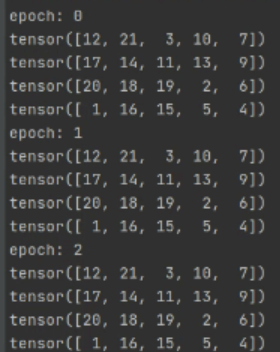 epoch: 0
tensor([12, 21,  3, 10,  7])
tensor([17, 14, 11, 13,  9])
tensor([20, 18, 19,  2,  6])
tensor([ 1, 16, 15,  5,  4])
epoch: 1
tensor([12, 21,  3, 10,  7])
tensor([17, 14, 11, 13,  9])
tensor([20, 18, 19,  2,  6])
tensor([ 1, 16, 15,  5,  4])
epoch: 2
tensor([12, 21,  3, 10,  7])
tensor([17, 14, 11, 13,  9])
tensor([20, 18, 19,  2,  6])
tensor([ 1, 16, 15,  5,  4])